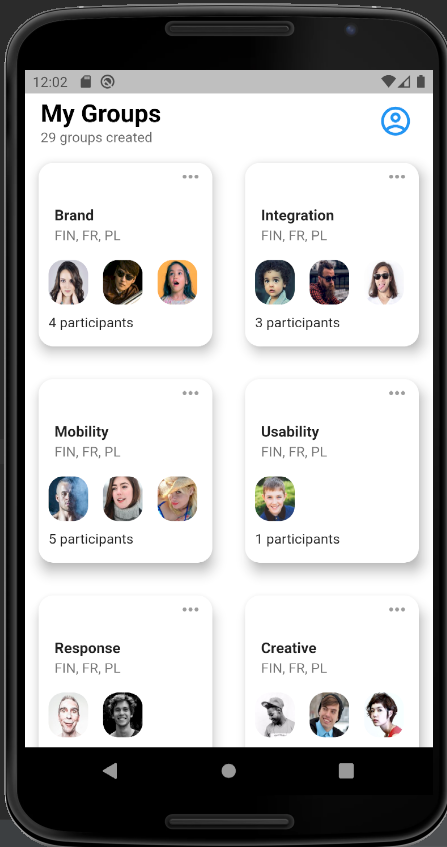 12:02
My Groups
29 groups created
Brand
FIN, FR, PL
4 participants
Integration
FIN, FR, PL
3 participants
Mobility
FIN, FR, PL
5 participants
Usability
FIN, FR, PL
1 participants
Response
FIN, FR, PL
Creative
FIN, FR, PL